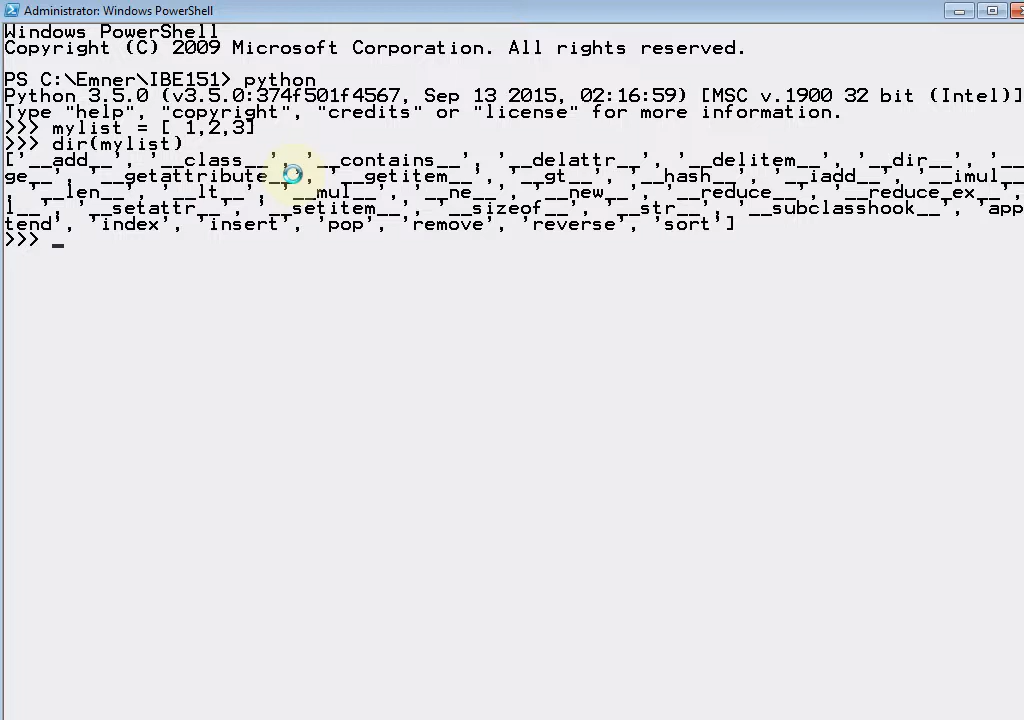 Administrator: Windows PowerShell
Windows PowerShell
Copyright (C) 2009 Microsoft Corporation. All rights reserved.
PS C:\Emner\IBE151> python
Python 3.5.0 (v3.5.0:374f501f4567, Sep 13 2015, 02:16:59) [MSC v.1900 32 bit (Intel)]
Type "help", "copyright", "credits" or "license" for more information.
>>> mylist = [ 1,2,3]
>>> dir(mylist)
['__add__', '__class__', '__contains__', '__delattr__', '__delitem__', '__dir__', '__
ge__', '__getattribute__', '__getitem__', '__gt__', '__hash__', '__iadd__', '__imul__
', '__len__', '__lt__', '__mul__', '__ne__', '__new__', '__reduce__', '__reduce_ex__'
l__', '__setattr__', '__setitem__', '__sizeof__', '__str__', '__subclasshook__', 'app
tend', 'index', 'insert', 'pop', 'remove', 'reverse', 'sort']
>>>